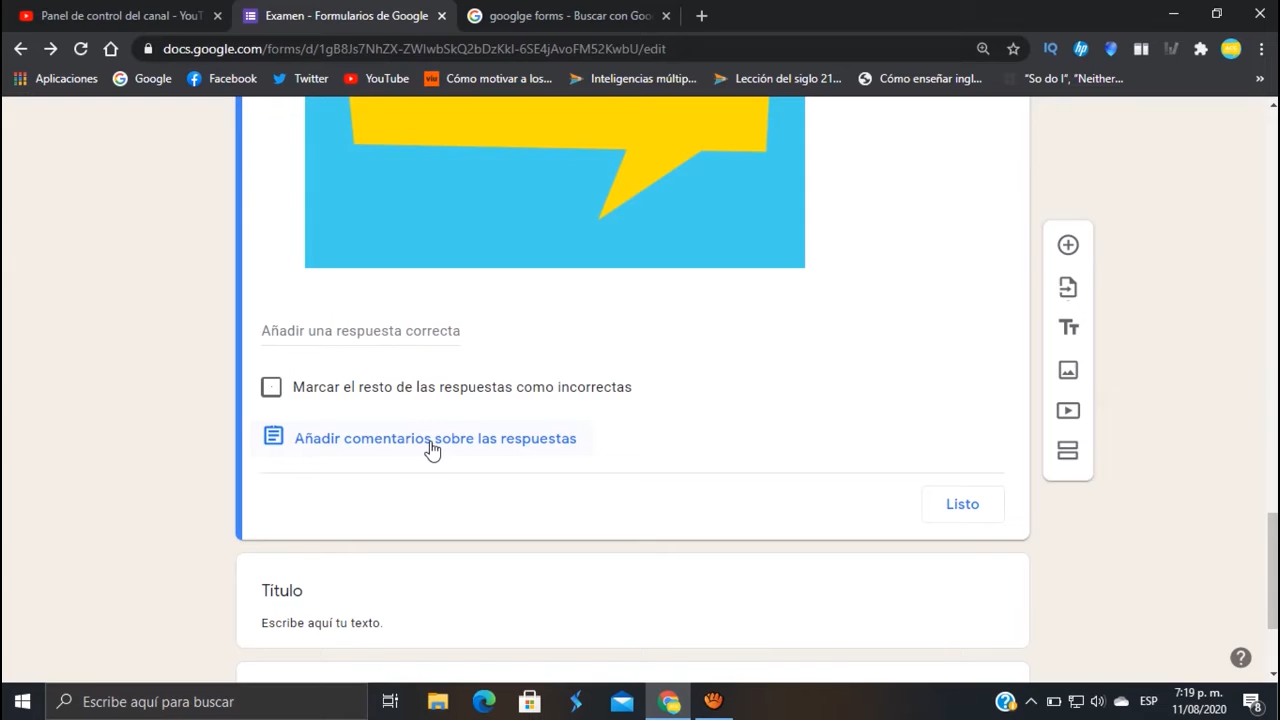 Panel de control del canal - YouT
Examen - Formularios de Google
googlge forms - Buscar con Goo
docs.google.com/forms/d/1gB8Js7NhZX-ZWlwbSkQ2bDzKkI-6SE4jAvoFM52KwbU/edit
Aplicaciones
Google
Facebook
Twitter
YouTube
viu
Cómo motivar a los...
Inteligencias múltip...
Lección del siglo 21...
Cómo enseñar ingl...
"So do I", "Neither...
Añadir una respuesta correcta
Marcar el resto de las respuestas como incorrectas
Añadir comentarios sobre las respuestas
Listo
Título
Escribe aquí tu texto.
Escribe aquí para buscar
ESP
7:19 p. m.
11/08/2020
8